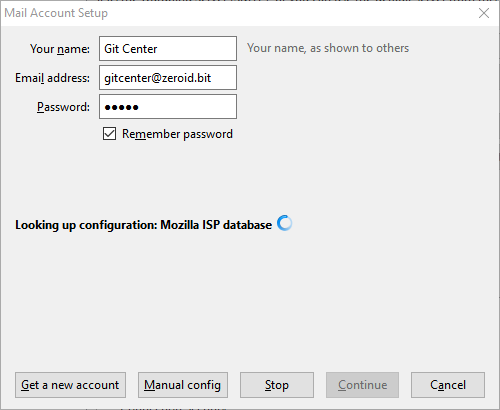 Mail Account Setup
Your name: Git Center Your name, as shown to others
Email address: gitcenter@zeroid.bit
Password: •••••
Remember password
Looking up configuration: Mozilla ISP database
Get a new account Manual config Stop Continue Cancel